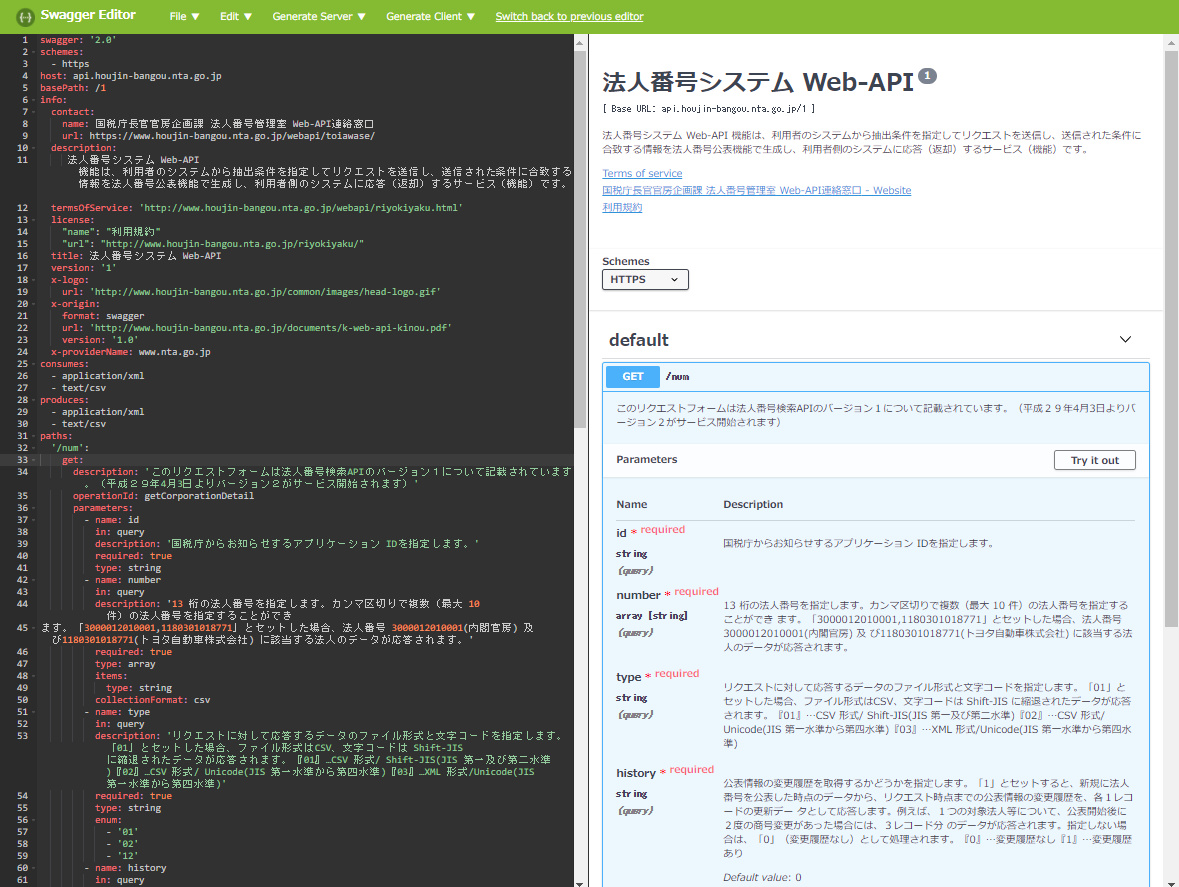 Swagger Editor
File ▼
Edit ▼
Generate Server ▼
Generate Client ▼
Switch back to previous editor
1 swagger: '2.0'
2 schemes:
3 - https
4 host: api.houjin-bangou.nta.go.jp
5 basePath: /1
6 info:
7 contact:
8 name: 国税庁長官官房企画課 法人番号管理室 Web-API連絡窓口
9 url: https://www.houjin-bangou.nta.go.jp/webapi/toiawase/
10 description:
11 法人番号システム Web-API
機能は、利用者のシステムから抽出条件を指定してリクエストを送信し、送信された条件に合致する
情報を法人番号公表機能で生成し、利用者側のシステムに応答（返却）するサービス（機能）です。
12 termsOfService: 'http://www.houjin-bangou.nta.go.jp/webapi/riyokiyaku.html'
13 license:
14 "name": "利用規約"
15 "url": "http://www.houjin-bangou.nta.go.jp/riyokiyaku/"
16 title: 法人番号システム Web-API
17 version: '1'
18 x-logo:
19 url: 'http://www.houjin-bangou.nta.go.jp/common/images/head-logo.gif'
20 x-origin:
21 format: swagger
22 url: 'http://www.houjin-bangou.nta.go.jp/documents/k-web-api-kinou.pdf'
23 version: '1.0'
24 x-providerName: www.nta.go.jp
25 consumes:
26 - application/xml
27 - text/csv
28 produces:
29 - application/xml
30 - text/csv
31 paths:
32 '/num':
33 get:
34 description: 'このリクエストフォームは法人番号検索APIのバージョン１について記載されています
。（平成２９年4月3日よりバージョン２がサービス開始されます）'
35 operationId: getCorporationDetail
36 parameters:
37 - name: id
38 in: query
39 description: '国税庁からお知らせするアプリケーション IDを指定します。'
40 required: true
41 type: string
42 - name: number
43 in: query
44 description: '13 桁の法人番号を指定します。カンマ区切りで複数（最大 10
件）の法人番号を指定することができ
45 ます。「3000012010001,1180301018771」とセットした場合、法人番号 3000012010001(内閣官房) 及
び1180301018771(トヨタ自動車株式会社) に該当する法人のデータが応答されます。'
46 required: true
47 type: array
48 items:
49 type: string
50 collectionFormat: csv
51 - name: type
52 in: query
53 description: 'リクエストに対して応答するデータのファイル形式と文字コードを指定します。
「01」とセットした場合、ファイル形式はCSV、文字コードは Shift-JIS
に縮退されたデータが応答されます。『01』…CSV 形式/ Shift-JIS(JIS 第一及び第二水準
)『02』…CSV 形式/ Unicode(JIS 第一水準から第四水準)『03』…XML 形式/Unicode(JIS
第一水準から第四水準)'
54 required: true
55 type: string
56 enum:
57 - '01'
58 - '02'
59 - '12'
60 - name: history
61 in: query
法人番号システム Web-API 1
[ Base URL: api.houjin-bangou.nta.go.jp/1 ]
法人番号システム Web-API 機能は、利用者のシステムから抽出条件を指定してリクエストを送信し、送信された条件に
合致する情報を法人番号公表機能で生成し、利用者側のシステムに応答（返却）するサービス（機能）です。
Terms of service
国税庁長官官房企画課 法人番号管理室 Web-API連絡窓口 - Website
利用規約
Schemes
HTTPS
default
GET /num
このリクエストフォームは法人番号検索APIのバージョン１について記載されています。（平成２９年4月3日よりバ
ージョン２がサービス開始されます）
Parameters
Try it out
Name Description
id * required
string
(query)
国税庁からお知らせするアプリケーション IDを指定します。
number * required
array [string]
(query)
13 桁の法人番号を指定します。カンマ区切りで複数（最大 10 件）の法人番号を指定する
ことができ ます。「3000012010001,1180301018771」とセットした場合、法人番号
3000012010001(内閣官房) 及 び1180301018771(トヨタ自動車株式会社) に該当する法
人のデータが応答されます。
type * required
string
(query)
リクエストに対して応答するデータのファイル形式と文字コードを指定します。「01」と
セットした場合、ファイル形式はCSV、文字コードは Shift-JIS に縮退されたデータが応答
されます。『01』…CSV 形式/ Shift-JIS(JIS 第一及び第二水準)『02』…CSV 形式/
Unicode(JIS 第一水準から第四水準)『03』…XML 形式/Unicode(JIS 第一水準から第四水
準)
history * required
string
(query)
公表情報の変更履歴を取得するかどうかを指定します。「1」とセットすると、新規に法人
番号を公表した時点のデータから、リクエスト時点までの公表情報の変更履歴を、各１レコ
ードの更新デー タとして応答します。例えば、１つの対象法人等について、公表開始後に
２度の商号変更があった場合には、３レコード分 のデータが応答されます。指定しない場
合は、「0」（変更履歴なし）として処理されます。『0』…変更履歴なし『1』…変更履歴
あり
Default value: 0